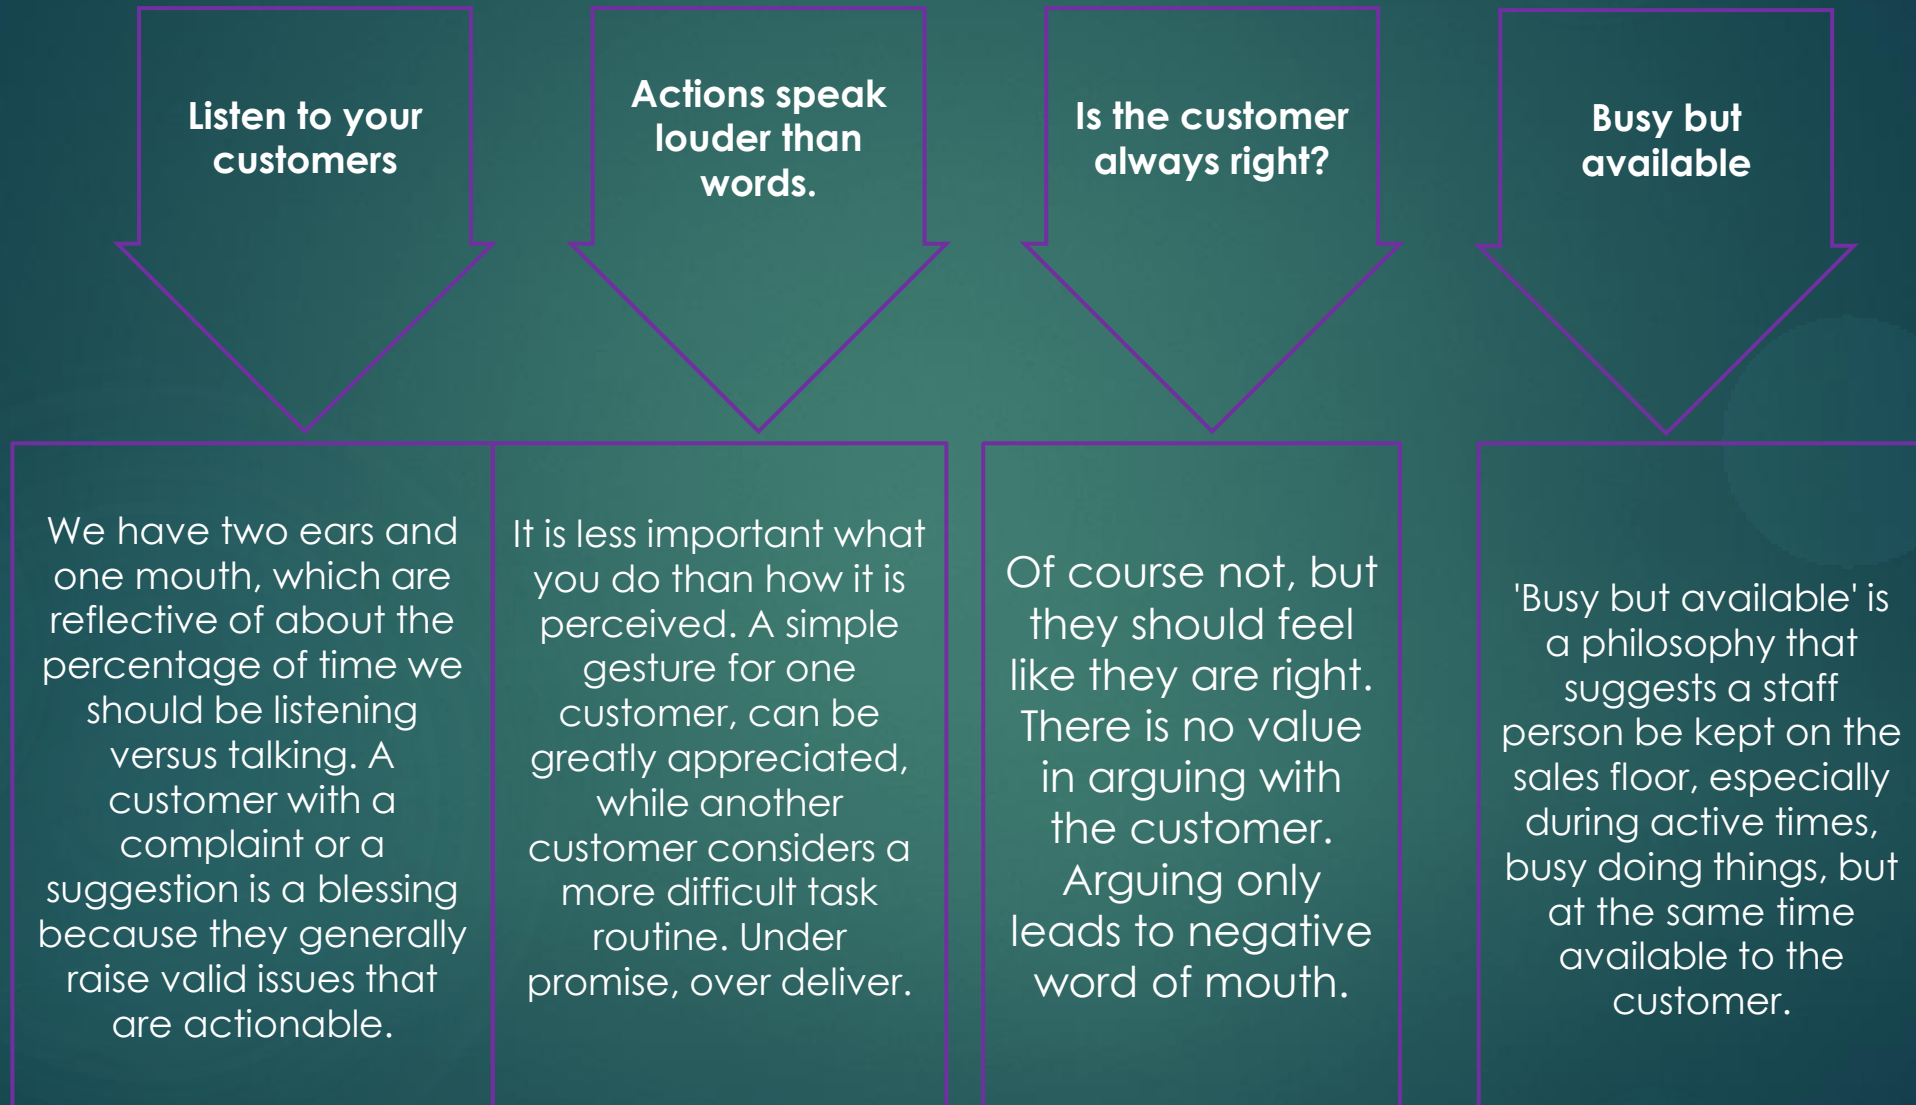 Listen to your
customers
Actions speak
louder than
words.
Is the customer
always right?
Busy but
available
We have two ears and
one mouth, which are
reflective of about the
percentage of time we
should be listening
versus talking. A
customer with a
complaint or a
suggestion is a blessing
because they generally
raise valid issues that
are actionable.
It is less important what
you do than how it is
perceived. A simple
gesture for one
customer, can be
greatly appreciated,
while another
customer considers a
more difficult task
routine. Under
promise, over deliver.
Of course not, but
they should feel
like they are right.
There is no value
in arguing with
the customer.
Arguing only
leads to negative
word of mouth.
'Busy but available' is
a philosophy that
suggests a staff
person be kept on the
sales floor, especially
during active times,
busy doing things, but
at the same time
available to the
customer.